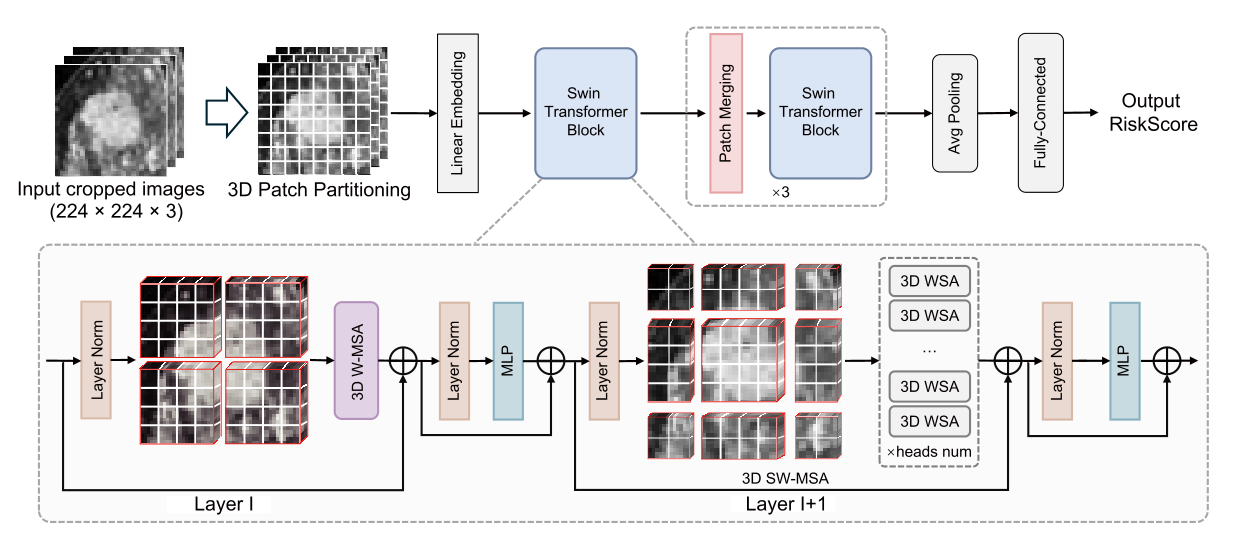 Input cropped images
(224 × 224 × 3)
3D Patch Partitioning
Linear Embedding
Swin
Transformer
Block
Patch Merging
Swin
Transformer
Block
×3
Avg Pooling
Fully-Connected
Output
RiskScore
Layer Norm
3D W-MSA
Layer Norm
MLP
Layer Norm
3D WSA
3D WSA
...
3D WSA
3D WSA
×heads num
Layer Norm
MLP
3D SW-MSA
Layer I
Layer I+1